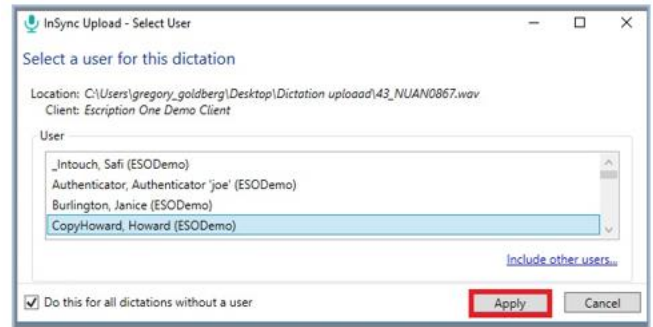 InSync Upload - Select User
Select a user for this dictation
Location: C:\Users\gregory_goldberg\Desktop\Dictation uploaad\43_NUAN0867.wav
Client: Escription One Demo Client
User
_Intouch, Safi (ESODemo)
Authenticator, Authenticator 'joe' (ESODemo)
Burlington, Janice (ESODemo)
CopyHoward, Howard (ESODemo)
Include other users...
Do this for all dictations without a user
Apply
Cancel